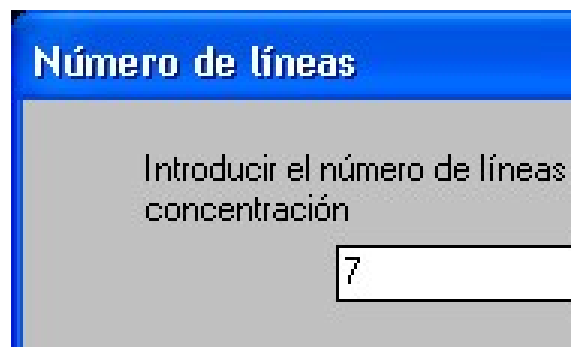 Número de líneas
Introducir el número de líneas
concentración
7